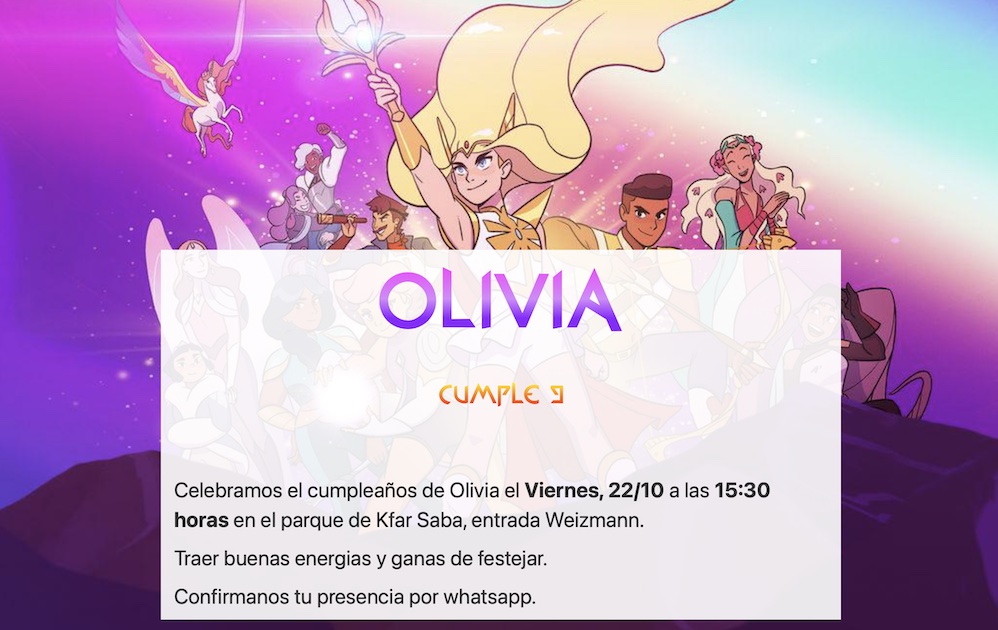 OLIVIA
CUMPLE 9
Celebramos el cumpleaños de Olivia el Viernes, 22/10 a las 15:30
horas en el parque de Kfar Saba, entrada Weizmann.
Traer buenas energias y ganas de festejar.
Confirmanos tu presencia por whatsapp.